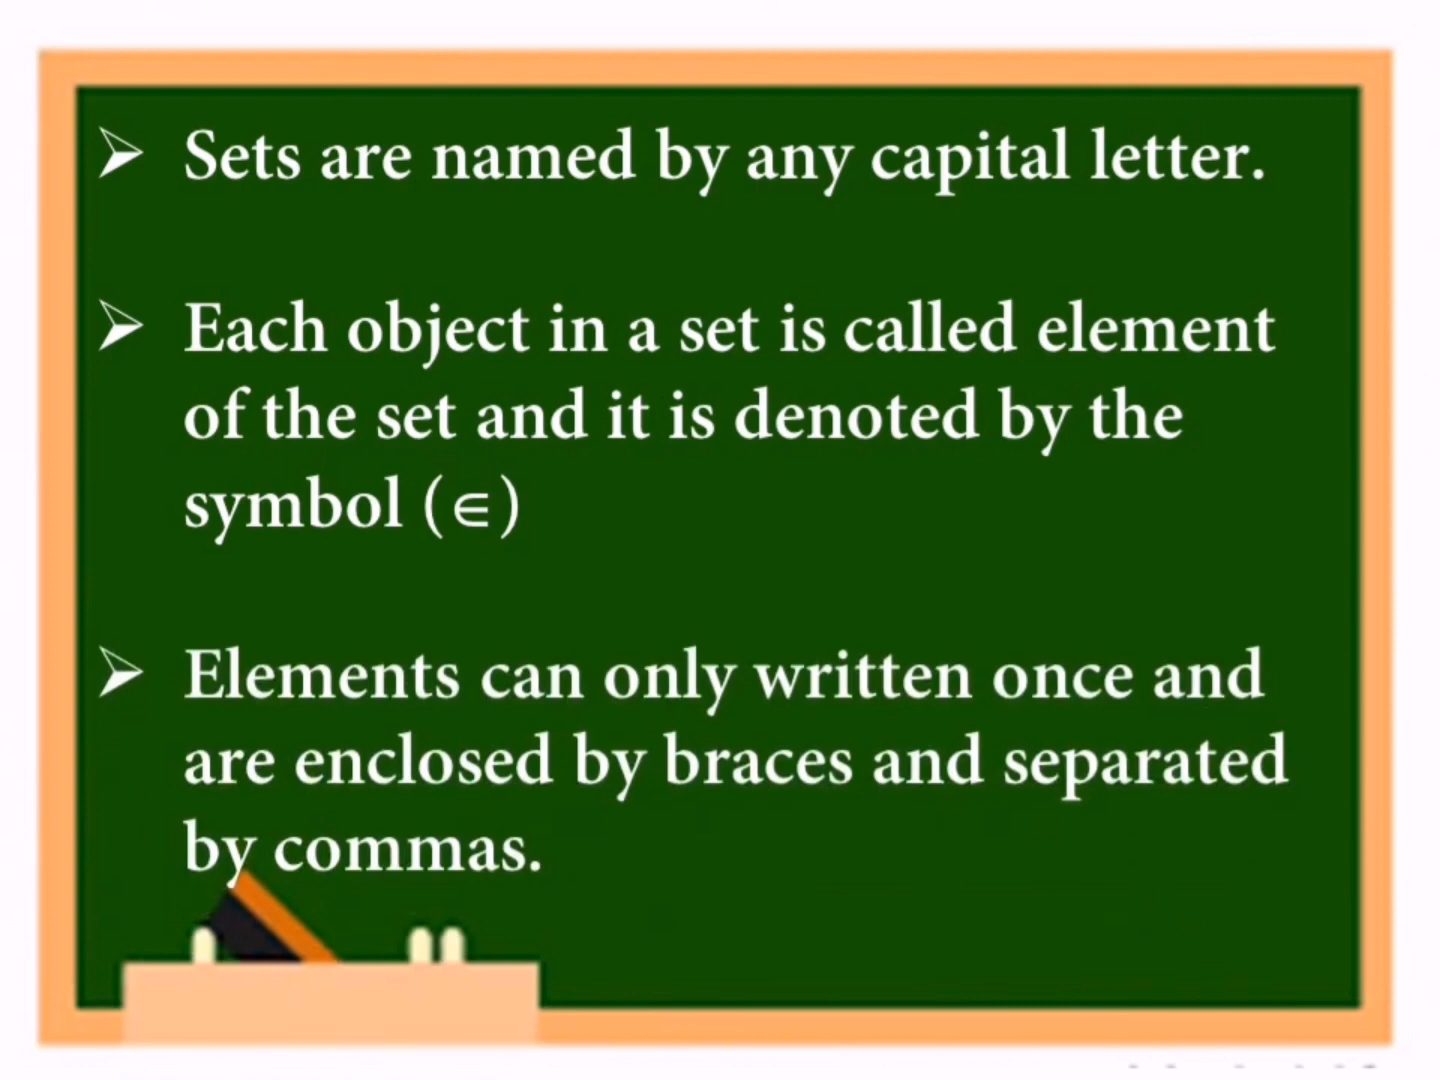 ➢ Sets are named by any capital letter.
➢ Each object in a set is called element
of the set and it is denoted by the
symbol (∈)
➢ Elements can only written once and
are enclosed by braces and separated
by commas.